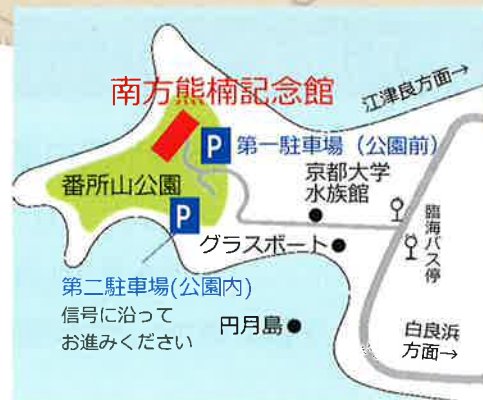 南方熊楠記念館
江津良方面→
P 第一駐車場（公園前）
京都大学
水族館
番所山公園
P
グラスボート
臨海バス停
第二駐車場(公園内)
信号に沿って
お進みください
円月島
白良浜
方面→